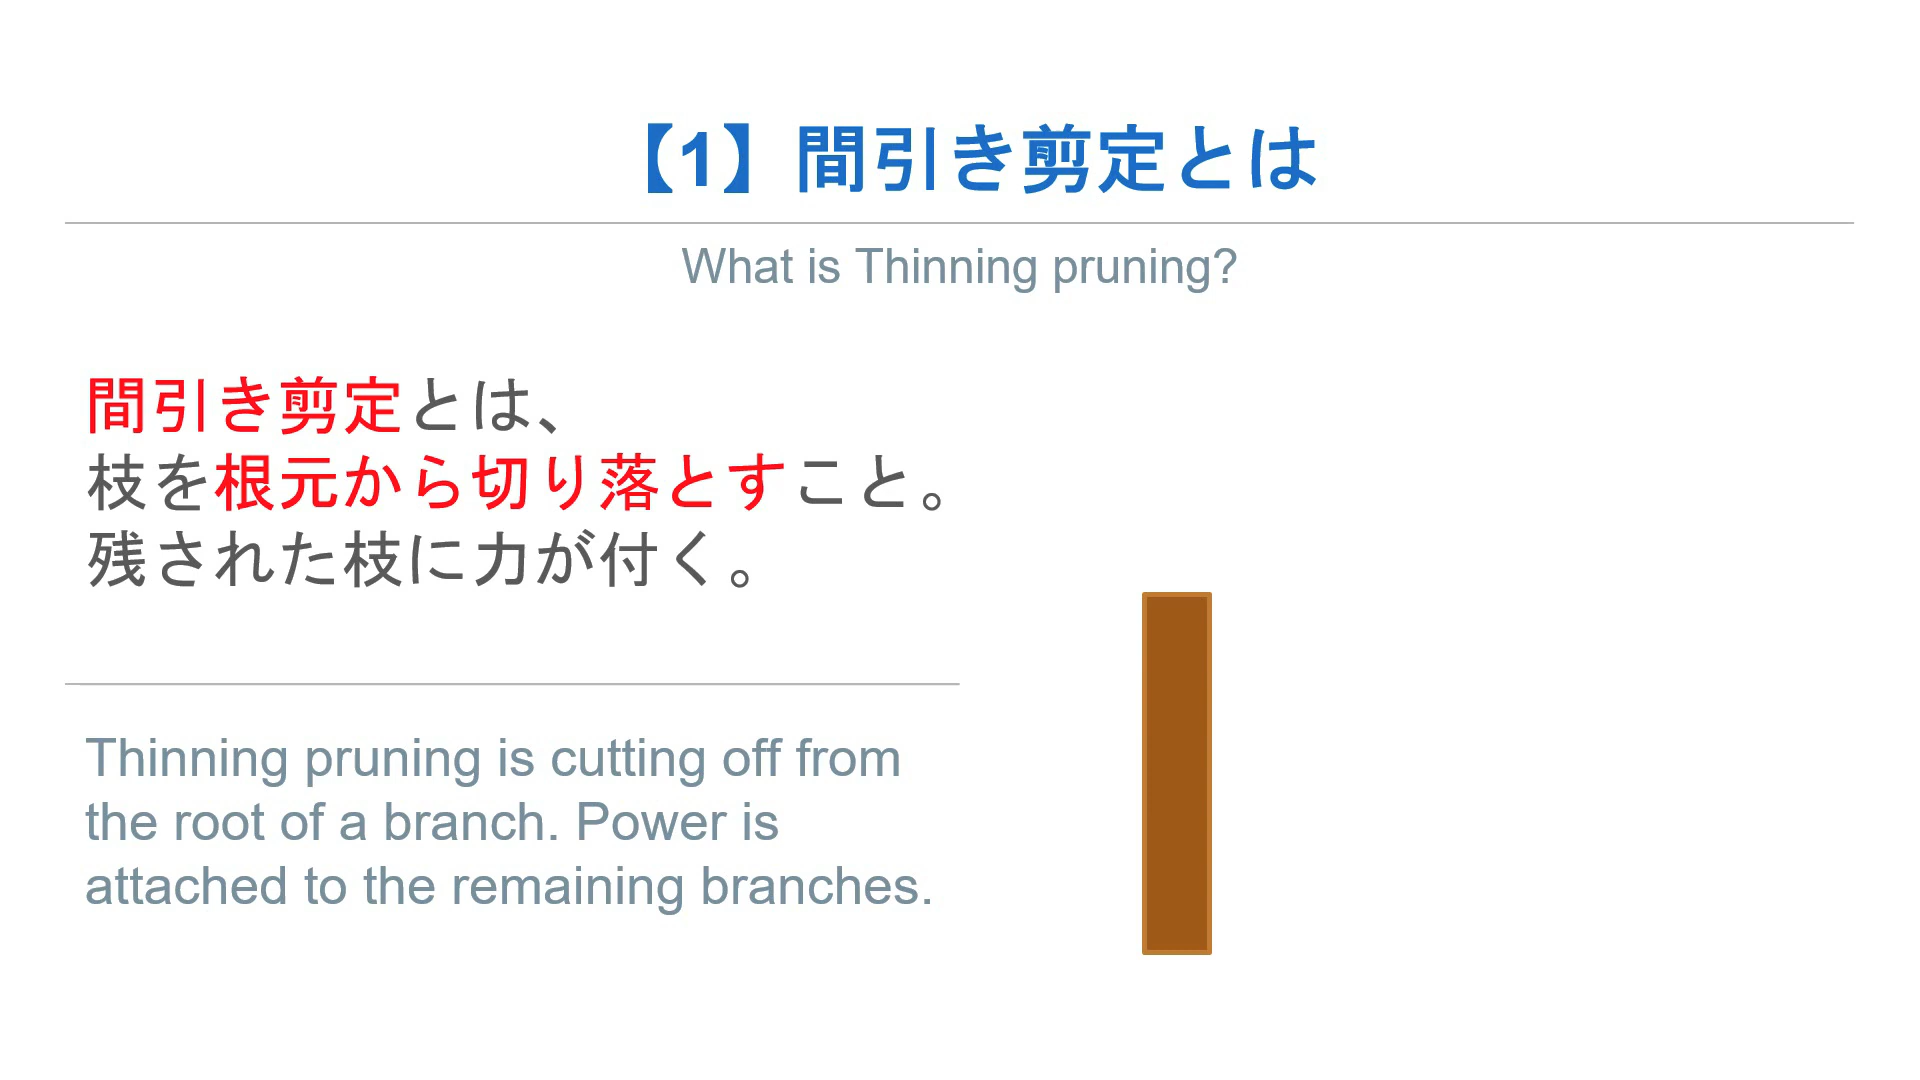 【1】間引き剪定とは
What is Thinning pruning?
間引き剪定とは、
枝を根元から切り落とすこと。
残された枝に力が付く。
Thinning pruning is cutting off from
the root of a branch. Power is
attached to the remaining branches.